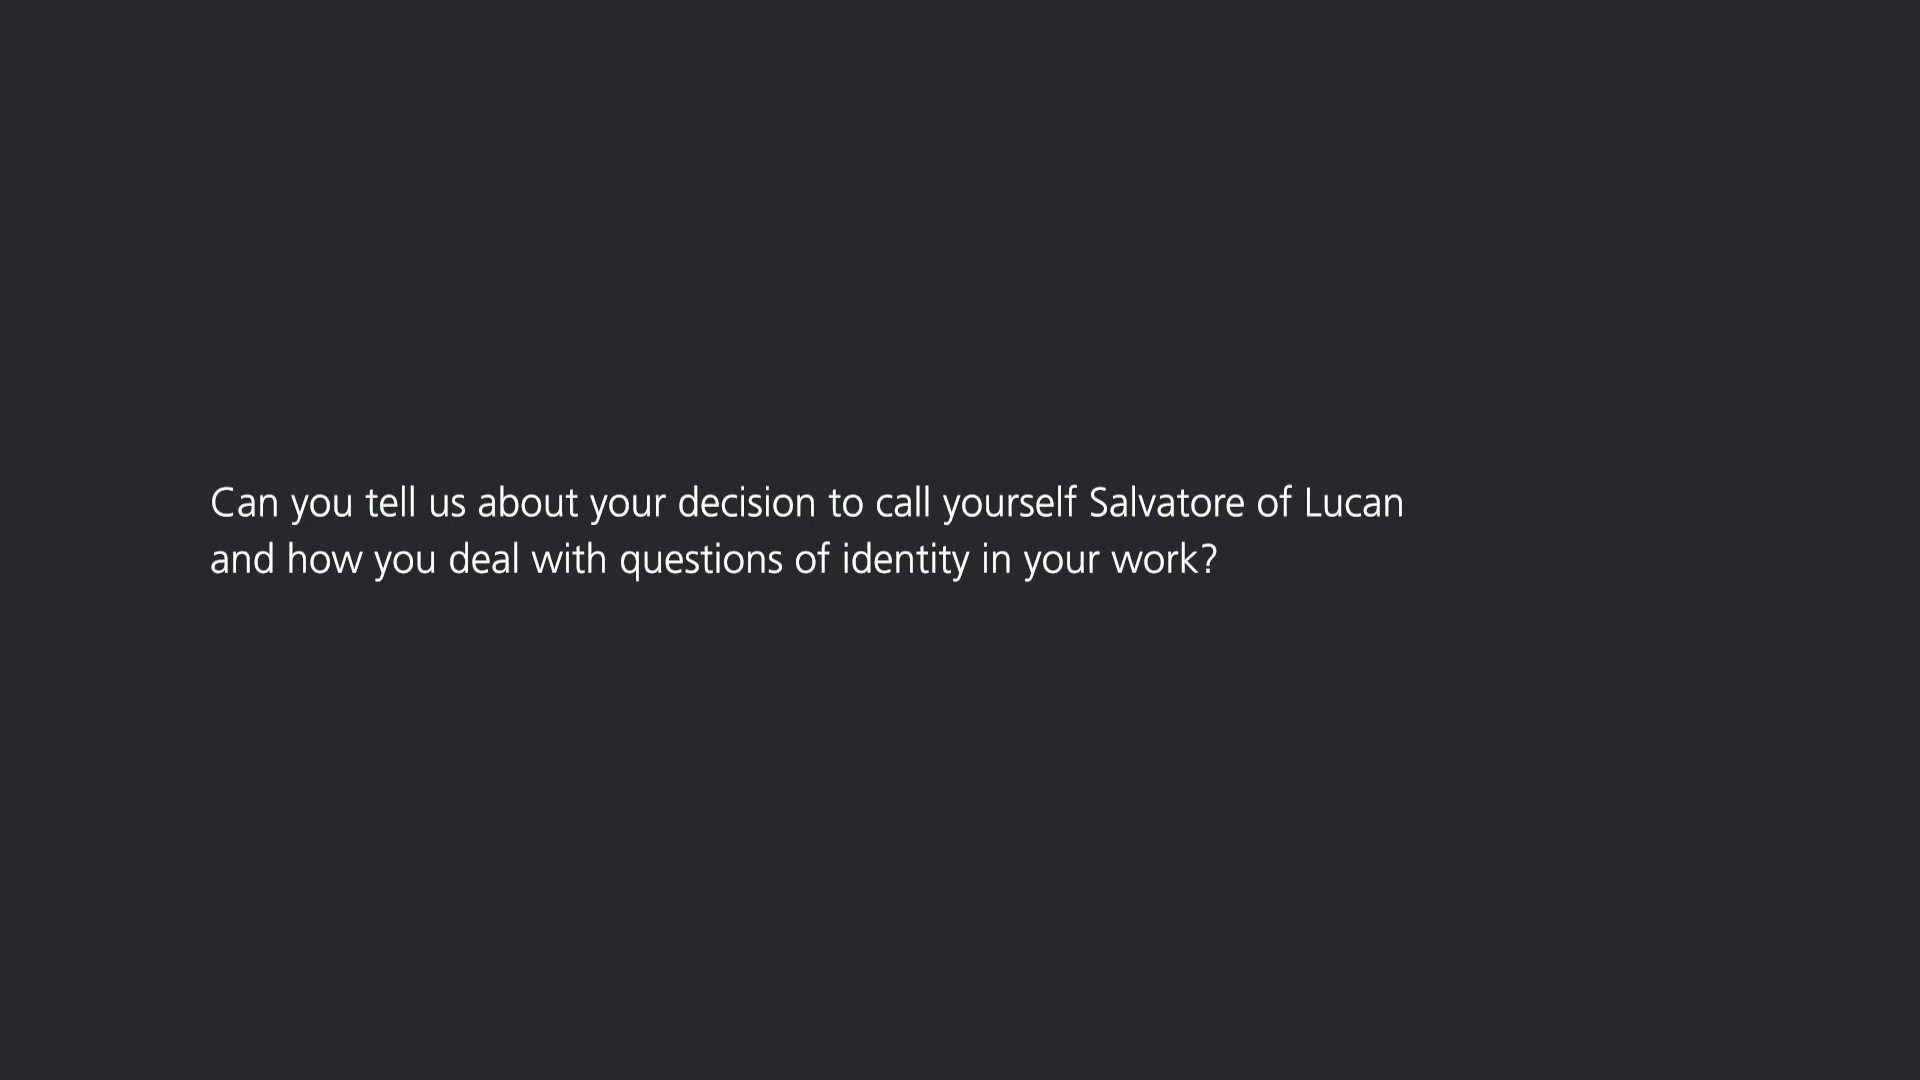 Can you tell us about your decision to call yourself Salvatore of Lucan
and how you deal with questions of identity in your work?